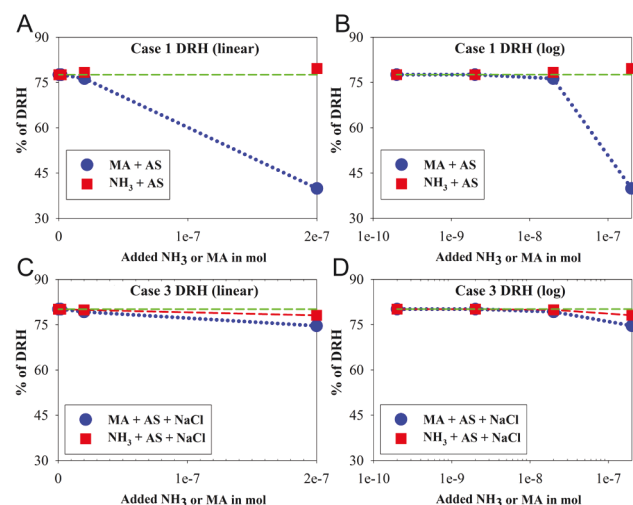 A
Case 1 DRH (linear)
% of DRH
90
75
60
45
30
MA + AS
NH3 + AS
0
1e-7
2e-7
Added NH3 or MA in mol
B
Case 1 DRH (log)
% of DRH
90
75
60
45
30
MA + AS
NH3 + AS
1e-10
1e-9
1e-8
1e-7
Added NH3 or MA in mol
C
Case 3 DRH (linear)
% of DRH
90
75
60
45
30
MA + AS + NaCl
NH3 + AS + NaCl
0
1e-7
2e-7
Added NH3 or MA in mol
D
Case 3 DRH (log)
% of DRH
90
75
60
45
30
MA + AS + NaCl
NH3 + AS + NaCl
1e-10
1e-9
1e-8
1e-7
Added NH3 or MA in mol